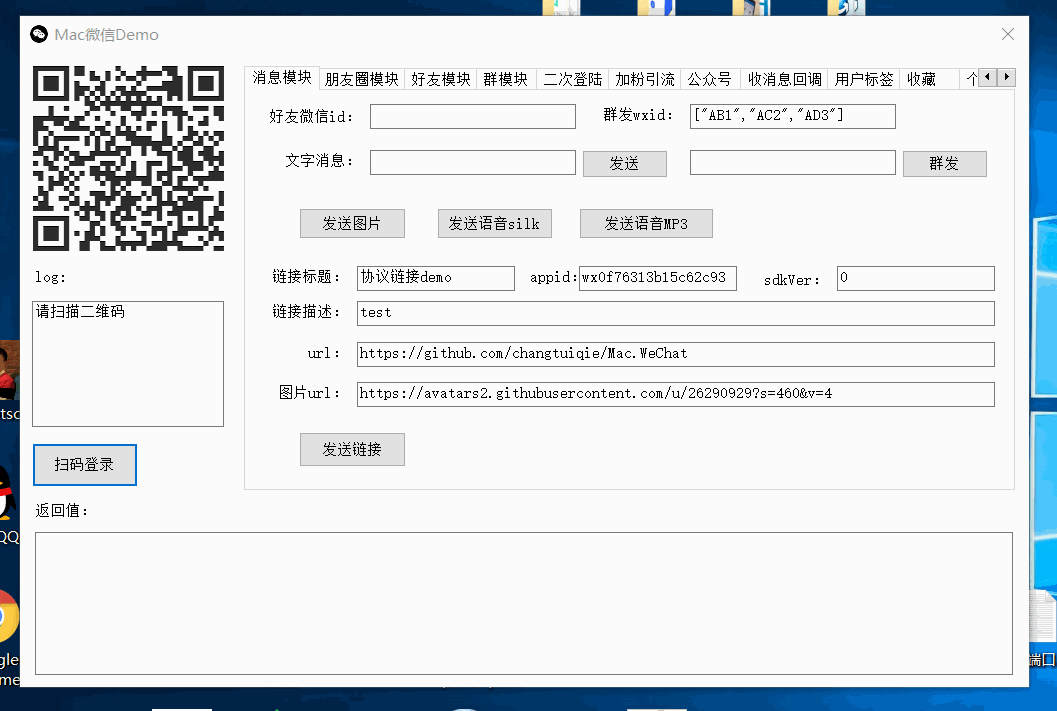 Mac微信Demo
消息模块 朋友圈模块 好友模块 群模块 二次登陆 加粉引流 公众号 收消息回调 用户标签 收藏
好友微信id: 群发wxid: ["AB1","AC2","AD3"]
文字消息: 发送 群发
发送图片 发送语音silk 发送语音MP3
log:
请扫描二维码
链接标题: 协议链接demo appid: wx0f76313b15c62c93 sdkVer: 0
链接描述: test
url: https://github.com/changtuiqie/Mac.WeChat
图片url: https://avatars2.githubusercontent.com/u/26290929?s=460&v=4
发送链接
扫码登录
返回值:
QQ
端口